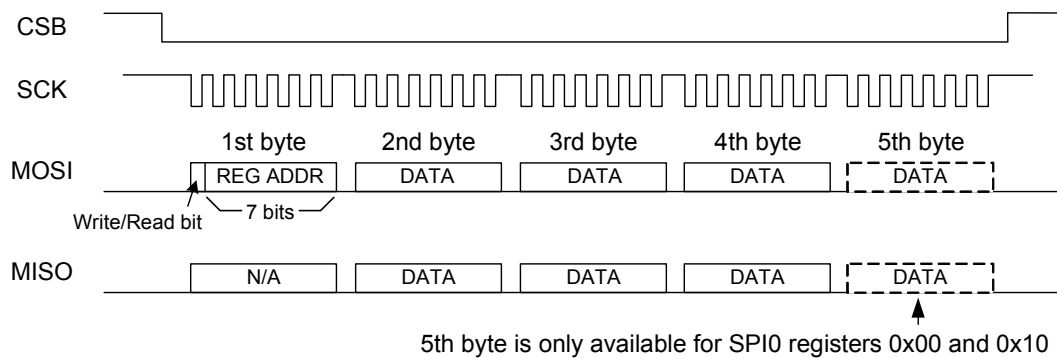 CSB
SCK
1st byte 2nd byte 3rd byte 4th byte 5th byte
MOSI REG ADDR DATA DATA DATA DATA
Write/Read bit 7 bits
MISO N/A DATA DATA DATA DATA
5th byte is only available for SPI0 registers 0x00 and 0x10